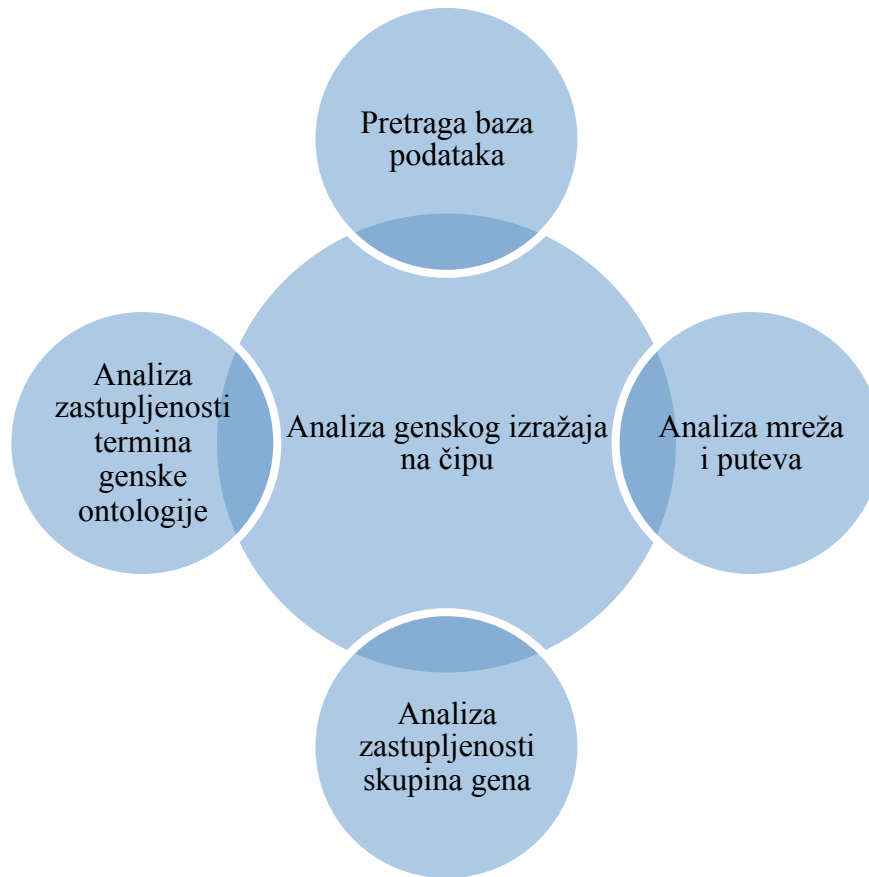 Pretraga baza
podataka
Analiza
zastupljenosti
termina
genske
ontologije
Analiza genskog izražaja
na čipu
Analiza mreža
i puteva
Analiza
zastupljenosti
skupina gena